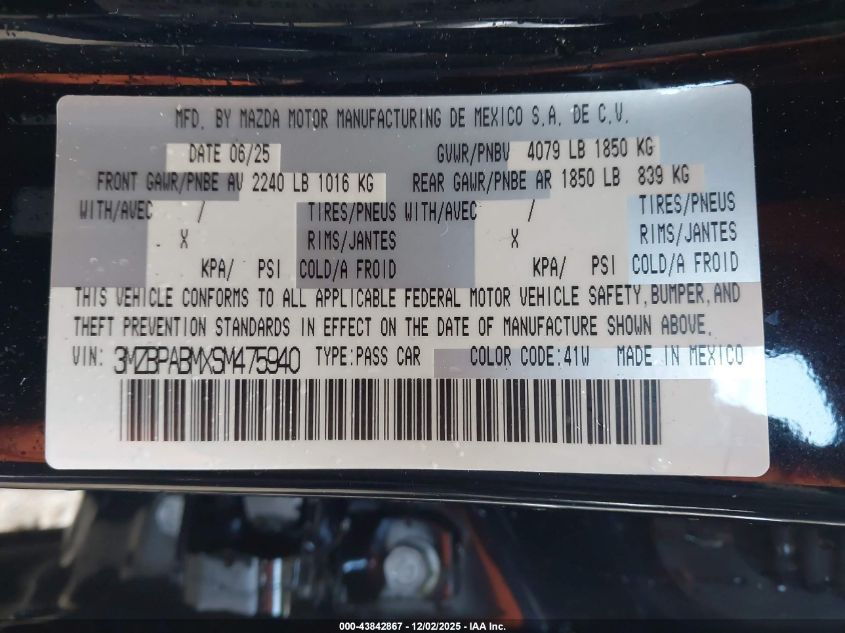 MFD. BY MAZDA MOTOR MANUFACTURING DE MEXICO S.A. DE C.V.
DATE 06/25 GVWR/PNBV 4079 LB 1850 KG
FRONT GAWR/PNBE AV 2240 LB 1016 KG REAR GAWR/PNBE AR 1850 LB 839 KG
WITH/AVEC / TIRES/PNEUS WITH/AVEC / TIRES/PNEUS
X RIMS/JANTES X RIMS/JANTES
KPA/ PSI COLD/A FROID KPA/ PSI COLD/A FROID
THIS VEHICLE CONFORMS TO ALL APPLICABLE FEDERAL MOTOR VEHICLE SAFETY, BUMPER, AND
THEFT PREVENTION STANDARDS IN EFFECT ON THE DATE OF MANUFACTURE SHOWN ABOVE.
VIN: 3MZBPABMXSM475940 TYPE:PASS CAR COLOR CODE:41W MADE IN MEXICO
000-43842867 - 12/02/2025 - IAA Inc.